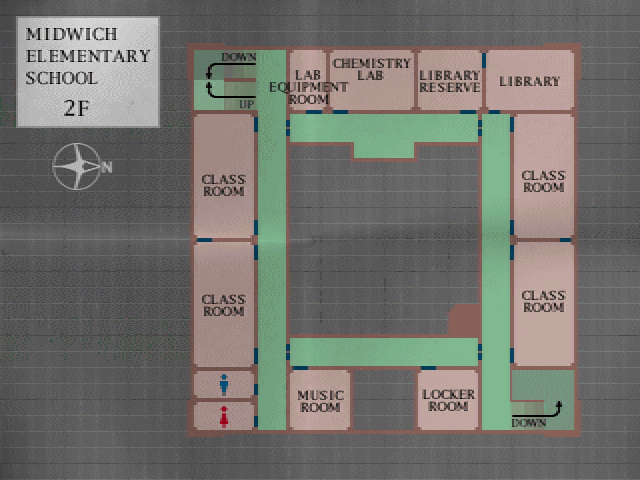 MIDWICH
ELEMENTARY
SCHOOL
2F
N
DOWN
UP
LAB
EQUIPMENT
ROOM
CHEMISTRY
LAB
LIBRARY
RESERVE
LIBRARY
CLASS
ROOM
CLASS
ROOM
CLASS
ROOM
CLASS
ROOM
MUSIC
ROOM
LOCKER
ROOM
DOWN